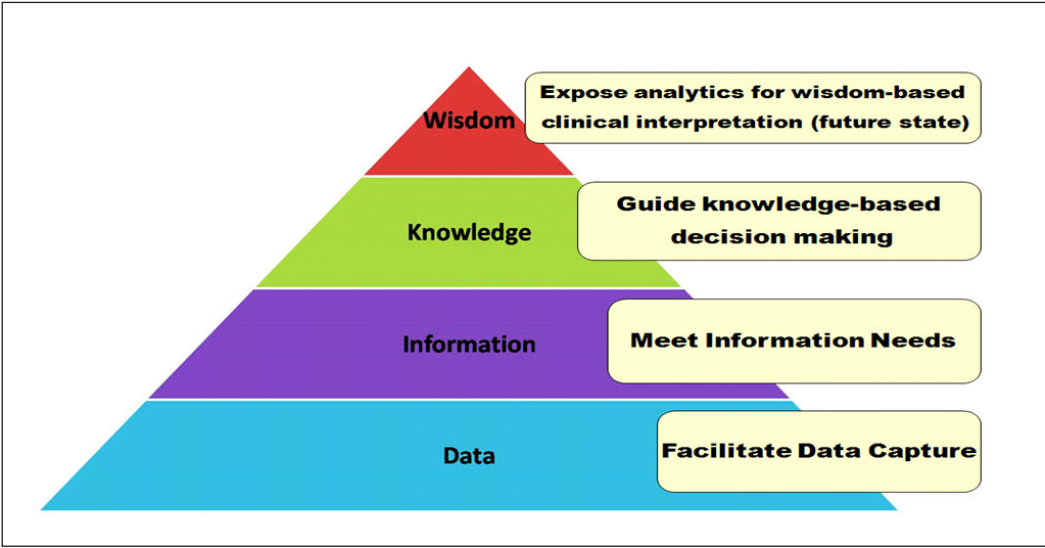 Wisdom
Expose analytics for wisdom-based
clinical interpretation (future state)
Knowledge
Guide knowledge-based
decision making
Information
Meet Information Needs
Data
Facilitate Data Capture